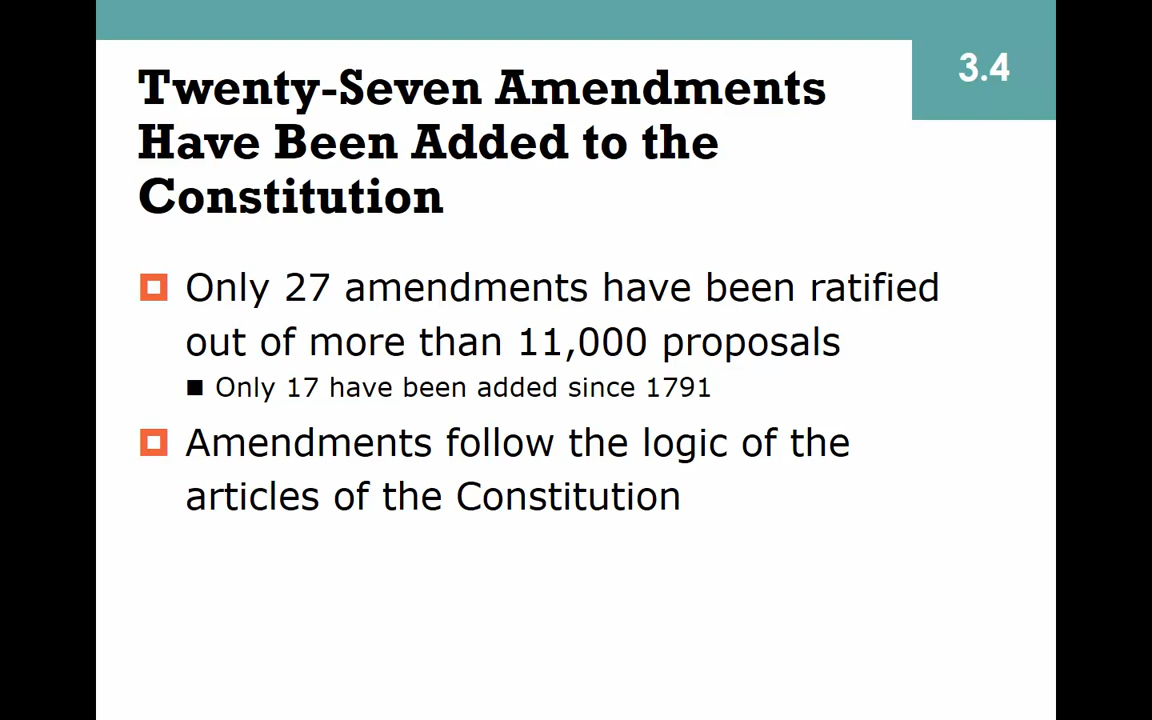 3.4
Twenty-Seven Amendments
Have Been Added to the
Constitution
Only 27 amendments have been ratified
out of more than 11,000 proposals
Only 17 have been added since 1791
Amendments follow the logic of the
articles of the Constitution